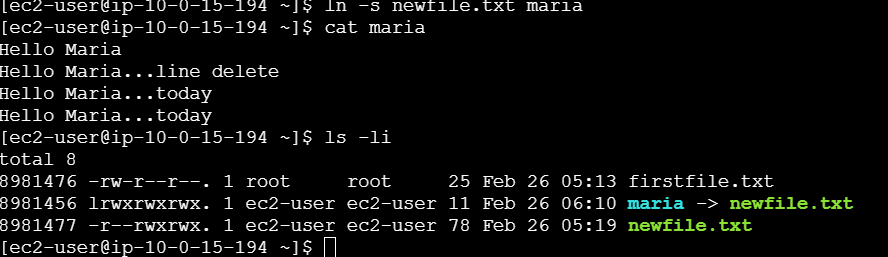 [ec2-user@ip-10-0-15-194 ~]$ ln -s newfile.txt maria
[ec2-user@ip-10-0-15-194 ~]$ cat maria
Hello Maria
Hello Maria...line delete
Hello Maria...today
Hello Maria...today
[ec2-user@ip-10-0-15-194 ~]$ ls -li
total 8
8981476 -rw-r--r--. 1 root     root     25 Feb 26 05:13 firstfile.txt
8981456 lrwxrwxrwx. 1 ec2-user ec2-user 11 Feb 26 06:10 maria -> newfile.txt
8981477 -r--rwxrwx. 1 ec2-user ec2-user 78 Feb 26 05:19 newfile.txt
[ec2-user@ip-10-0-15-194 ~]$